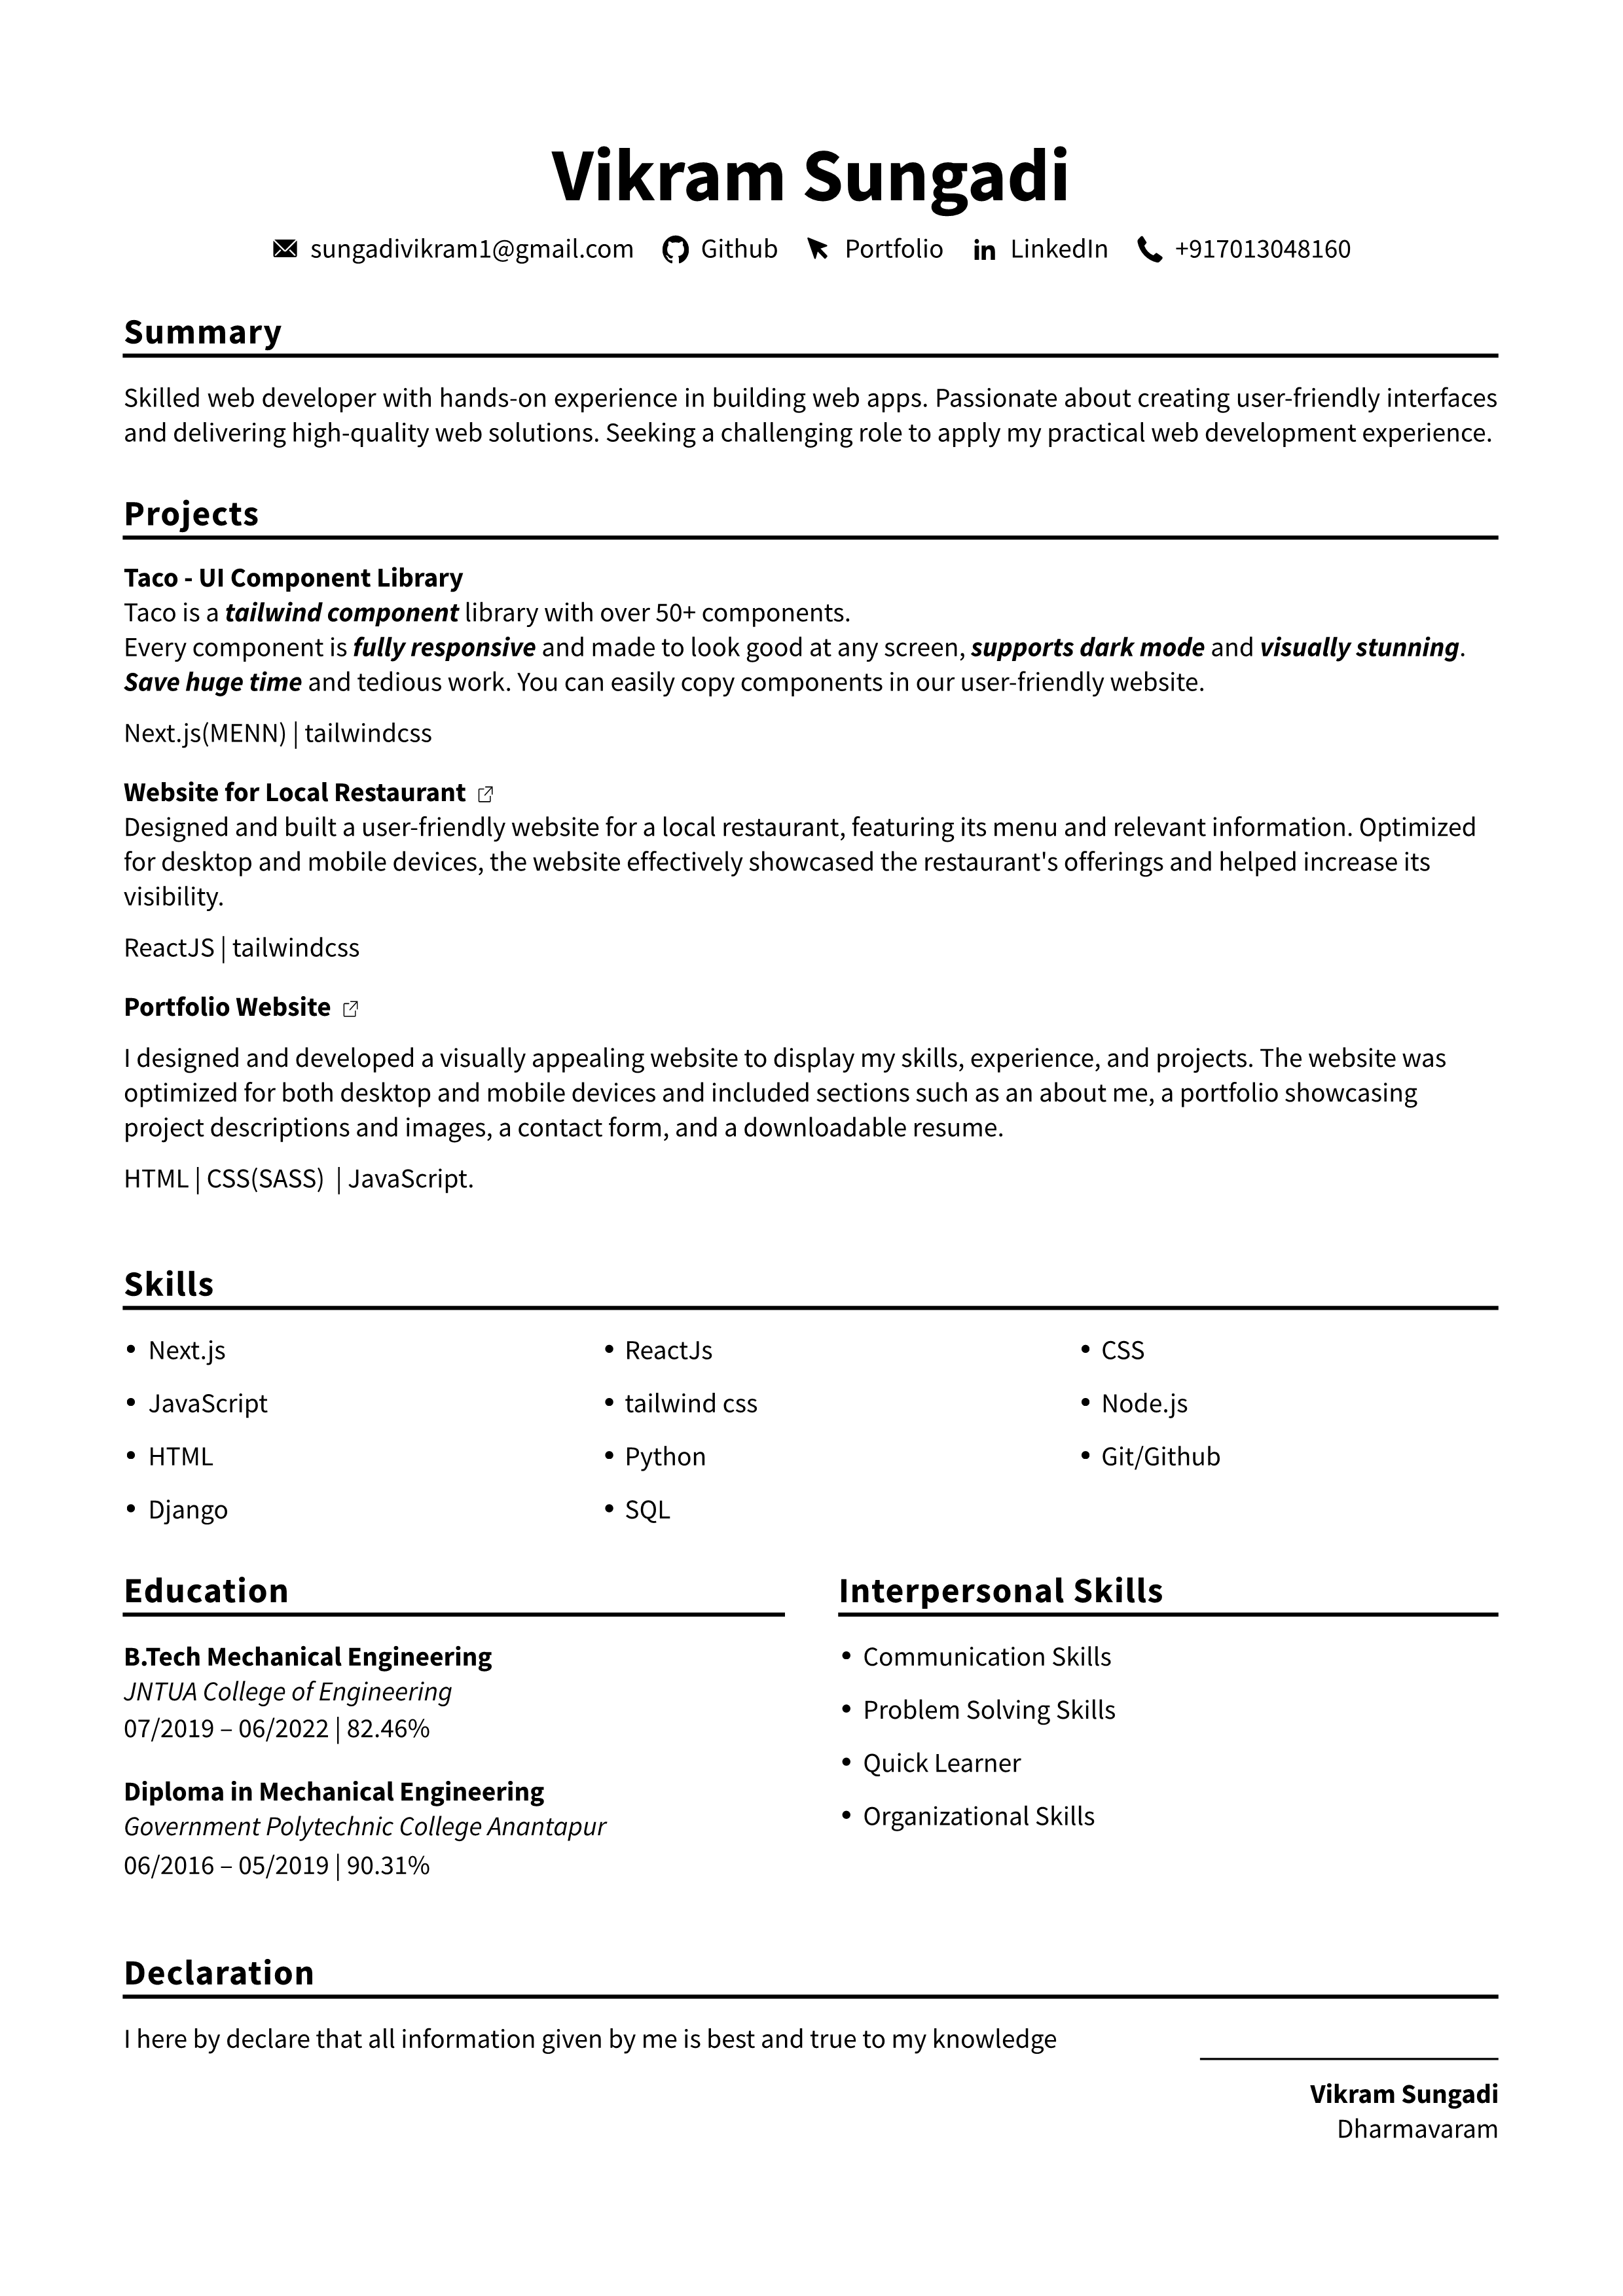 Vikram Sungadi
sungadivikram1@gmail.com Github Portfolio LinkedIn +917013048160
Summary
Skilled web developer with hands-on experience in building web apps. Passionate about creating user-friendly interfaces
and delivering high-quality web solutions. Seeking a challenging role to apply my practical web development experience.
Projects
Taco - UI Component Library
Taco is a tailwind component library with over 50+ components.
Every component is fully responsive and made to look good at any screen, supports dark mode and visually stunning.
Save huge time and tedious work. You can easily copy components in our user-friendly website.
Next.js(MENN) | tailwindcss
Website for Local Restaurant
Designed and built a user-friendly website for a local restaurant, featuring its menu and relevant information. Optimized
for desktop and mobile devices, the website effectively showcased the restaurant's offerings and helped increase its
visibility.
ReactJS | tailwindcss
Portfolio Website
I designed and developed a visually appealing website to display my skills, experience, and projects. The website was
optimized for both desktop and mobile devices and included sections such as an about me, a portfolio showcasing
project descriptions and images, a contact form, and a downloadable resume.
HTML | CSS(SASS) | JavaScript.
Skills
• Next.js
• JavaScript
• HTML
• Django
• ReactJs
• tailwind css
• Python
• SQL
• CSS
• Node.js
• Git/Github
Education
B.Tech Mechanical Engineering
JNTUA College of Engineering
07/2019 – 06/2022 | 82.46%
Diploma in Mechanical Engineering
Government Polytechnic College Anantapur
06/2016 – 05/2019 | 90.31%
Interpersonal Skills
• Communication Skills
• Problem Solving Skills
• Quick Learner
• Organizational Skills
Declaration
I here by declare that all information given by me is best and true to my knowledge
Vikram Sungadi
Dharmavaram